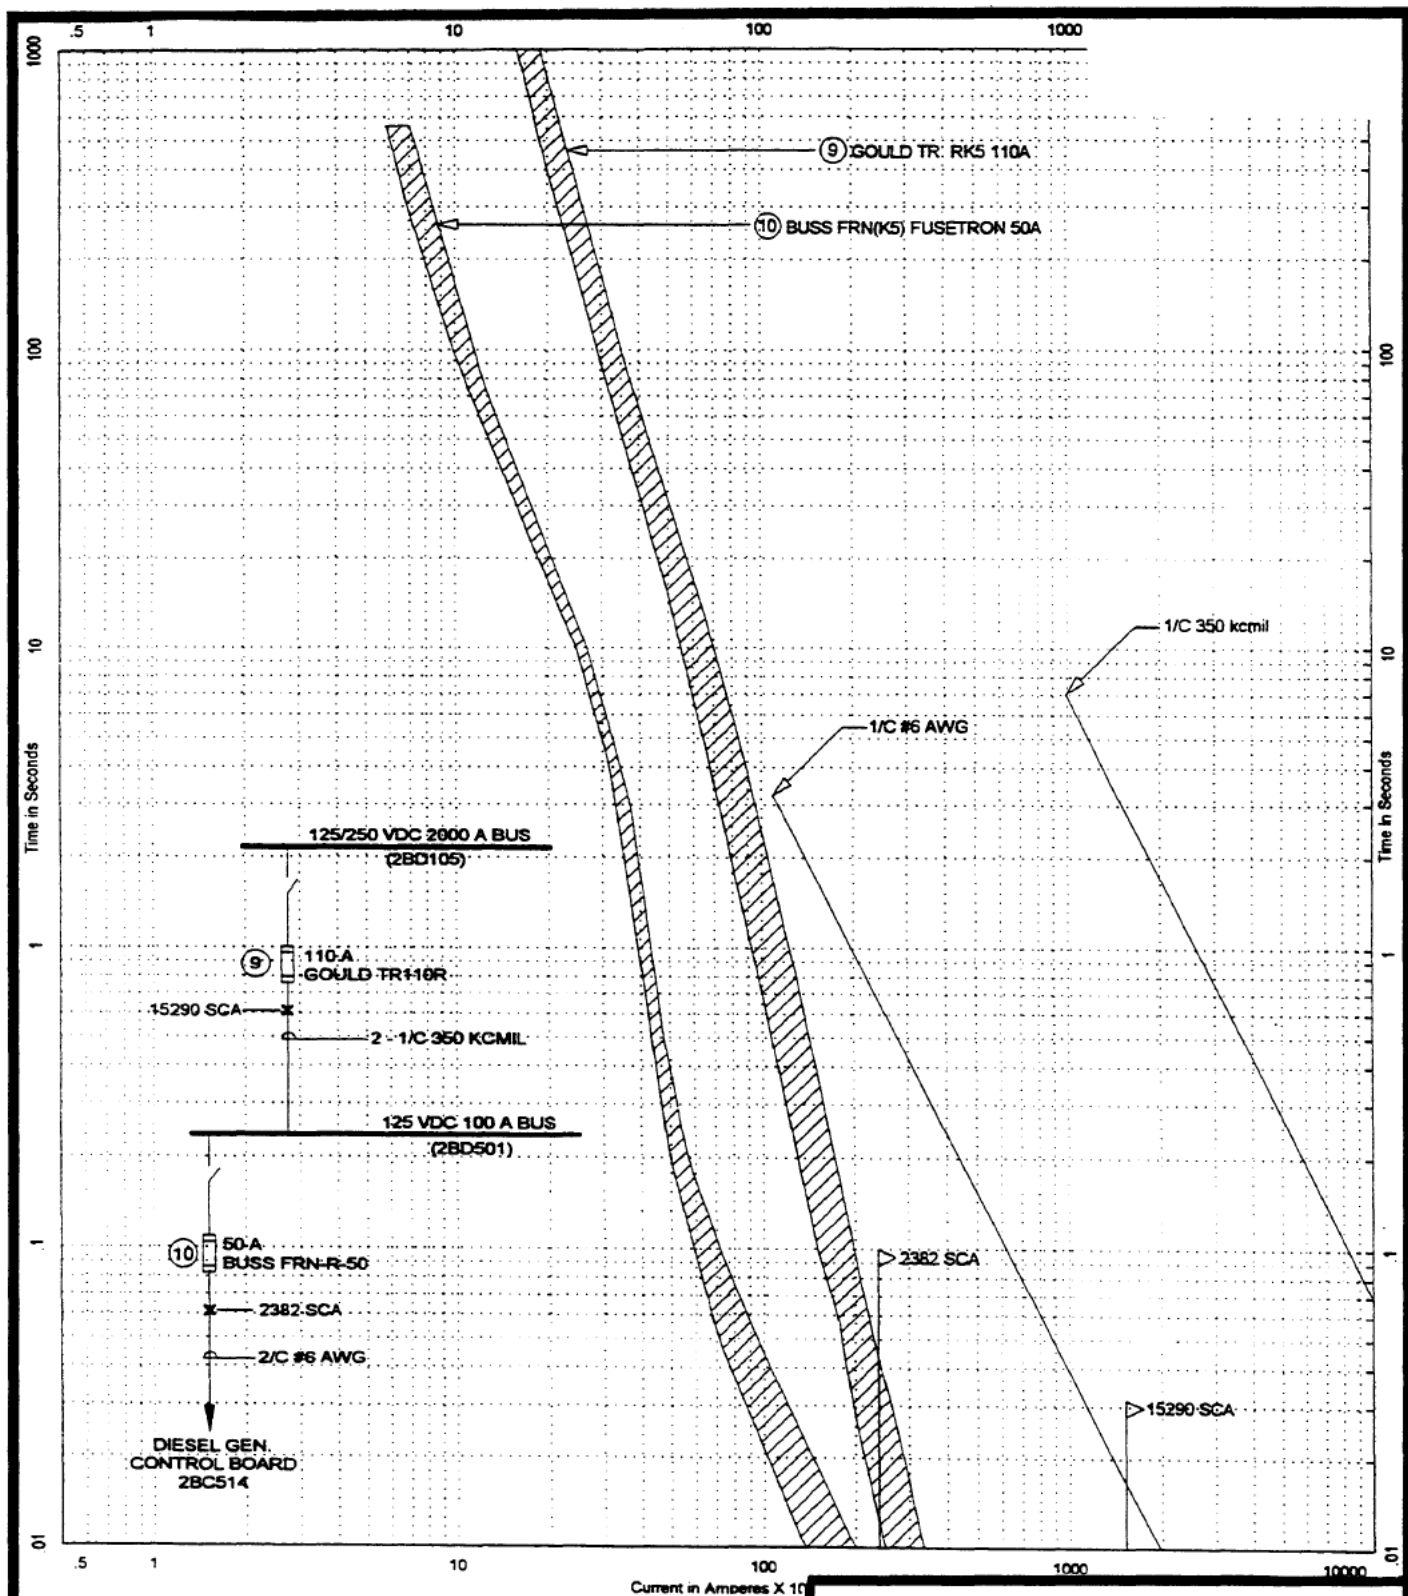 .5 1 10 100 1000
1000
9 GOULD TR RK5 110A
10 BUSS FRN(K5) FUSETRON 50A
100 100
1/C 350 kcmil
10 10
1/C #6 AWG
Time in Seconds Time in Seconds
125/250 VDC 2000 A BUS
(2BD105)
1 1
9 110-A
GOULD TR110R
15290 SCA
2 - 1/C 350 KCMIL
125 VDC 100 A BUS
(2BD501)
.1 .1
10 50-A
BUSS FRN-R-50
2382 SCA
2382 SCA
2/C #6 AWG
15290 SCA
DIESEL GEN.
CONTROL BOARD
2BC514
.01 .01
.5 1 10 100 1000 10000
Current in Amperes X 10